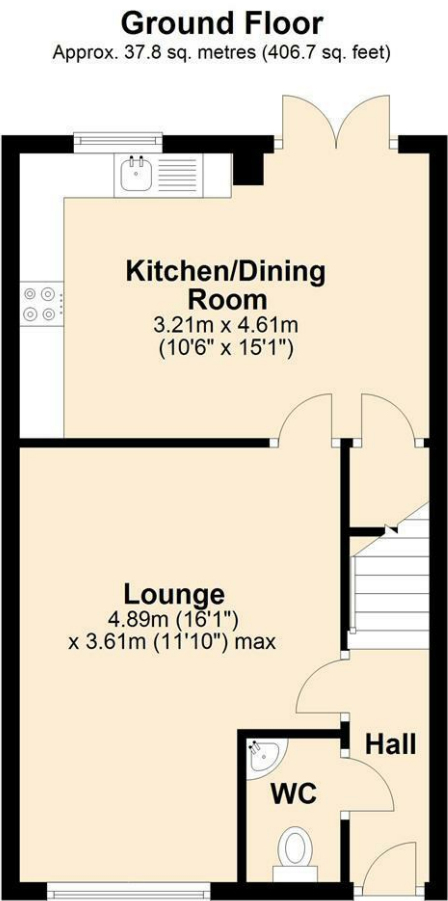 Ground Floor
Approx. 37.8 sq. metres (406.7 sq. feet)
Kitchen/Dining
Room
3.21m x 4.61m
(10'6" x 15'1")
Lounge
4.89m (16'1")
x 3.61m (11'10") max
Hall
WC